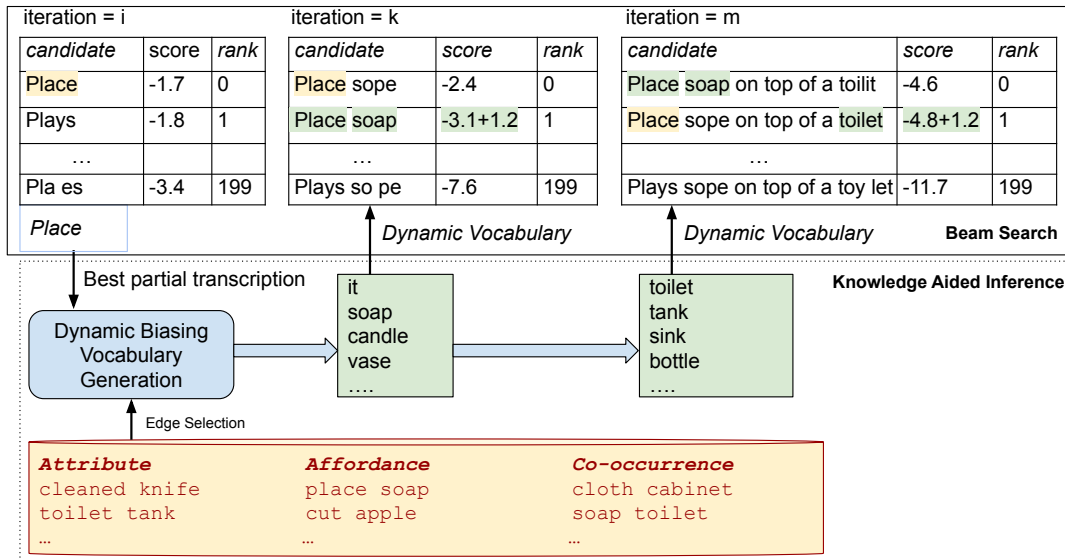 iteration = i
candidate score rank
Place -1.7 0
Plays -1.8 1
…
Pla es -3.4 199
Place
iteration = k
candidate score rank
Place sope -2.4 0
Place soap -3.1+1.2 1
…
Plays so pe -7.6 199
iteration = m
candidate score rank
Place soap on top of a toilit -4.6 0
Place sope on top of a toilet -4.8+1.2 1
…
Plays sope on top of a toy let -11.7 199
Dynamic Vocabulary
Dynamic Vocabulary
Beam Search
Best partial transcription
Knowledge Aided Inference
Dynamic Biasing
Vocabulary
Generation
it
soap
candle
vase
….
toilet
tank
sink
bottle
….
Edge Selection
Attribute
cleaned knife
toilet tank
…
Affordance
place soap
cut apple
…
Co-occurrence
cloth cabinet
soap toilet
…